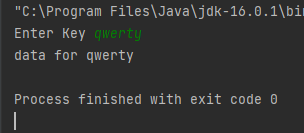 "C:\Program Files\Java\jdk-16.0.1\bi
Enter Key qwerty
data for qwerty
Process finished with exit code 0